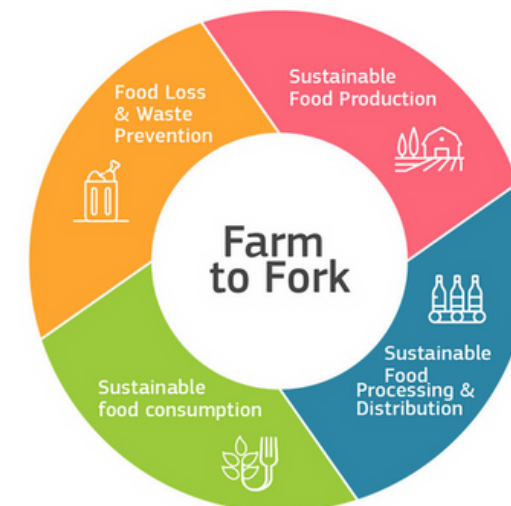 Food Loss
& Waste
Prevention
Sustainable
Food Production
Farm
to Fork
Sustainable
Food
Processing &
Distribution
Sustainable
food consumption